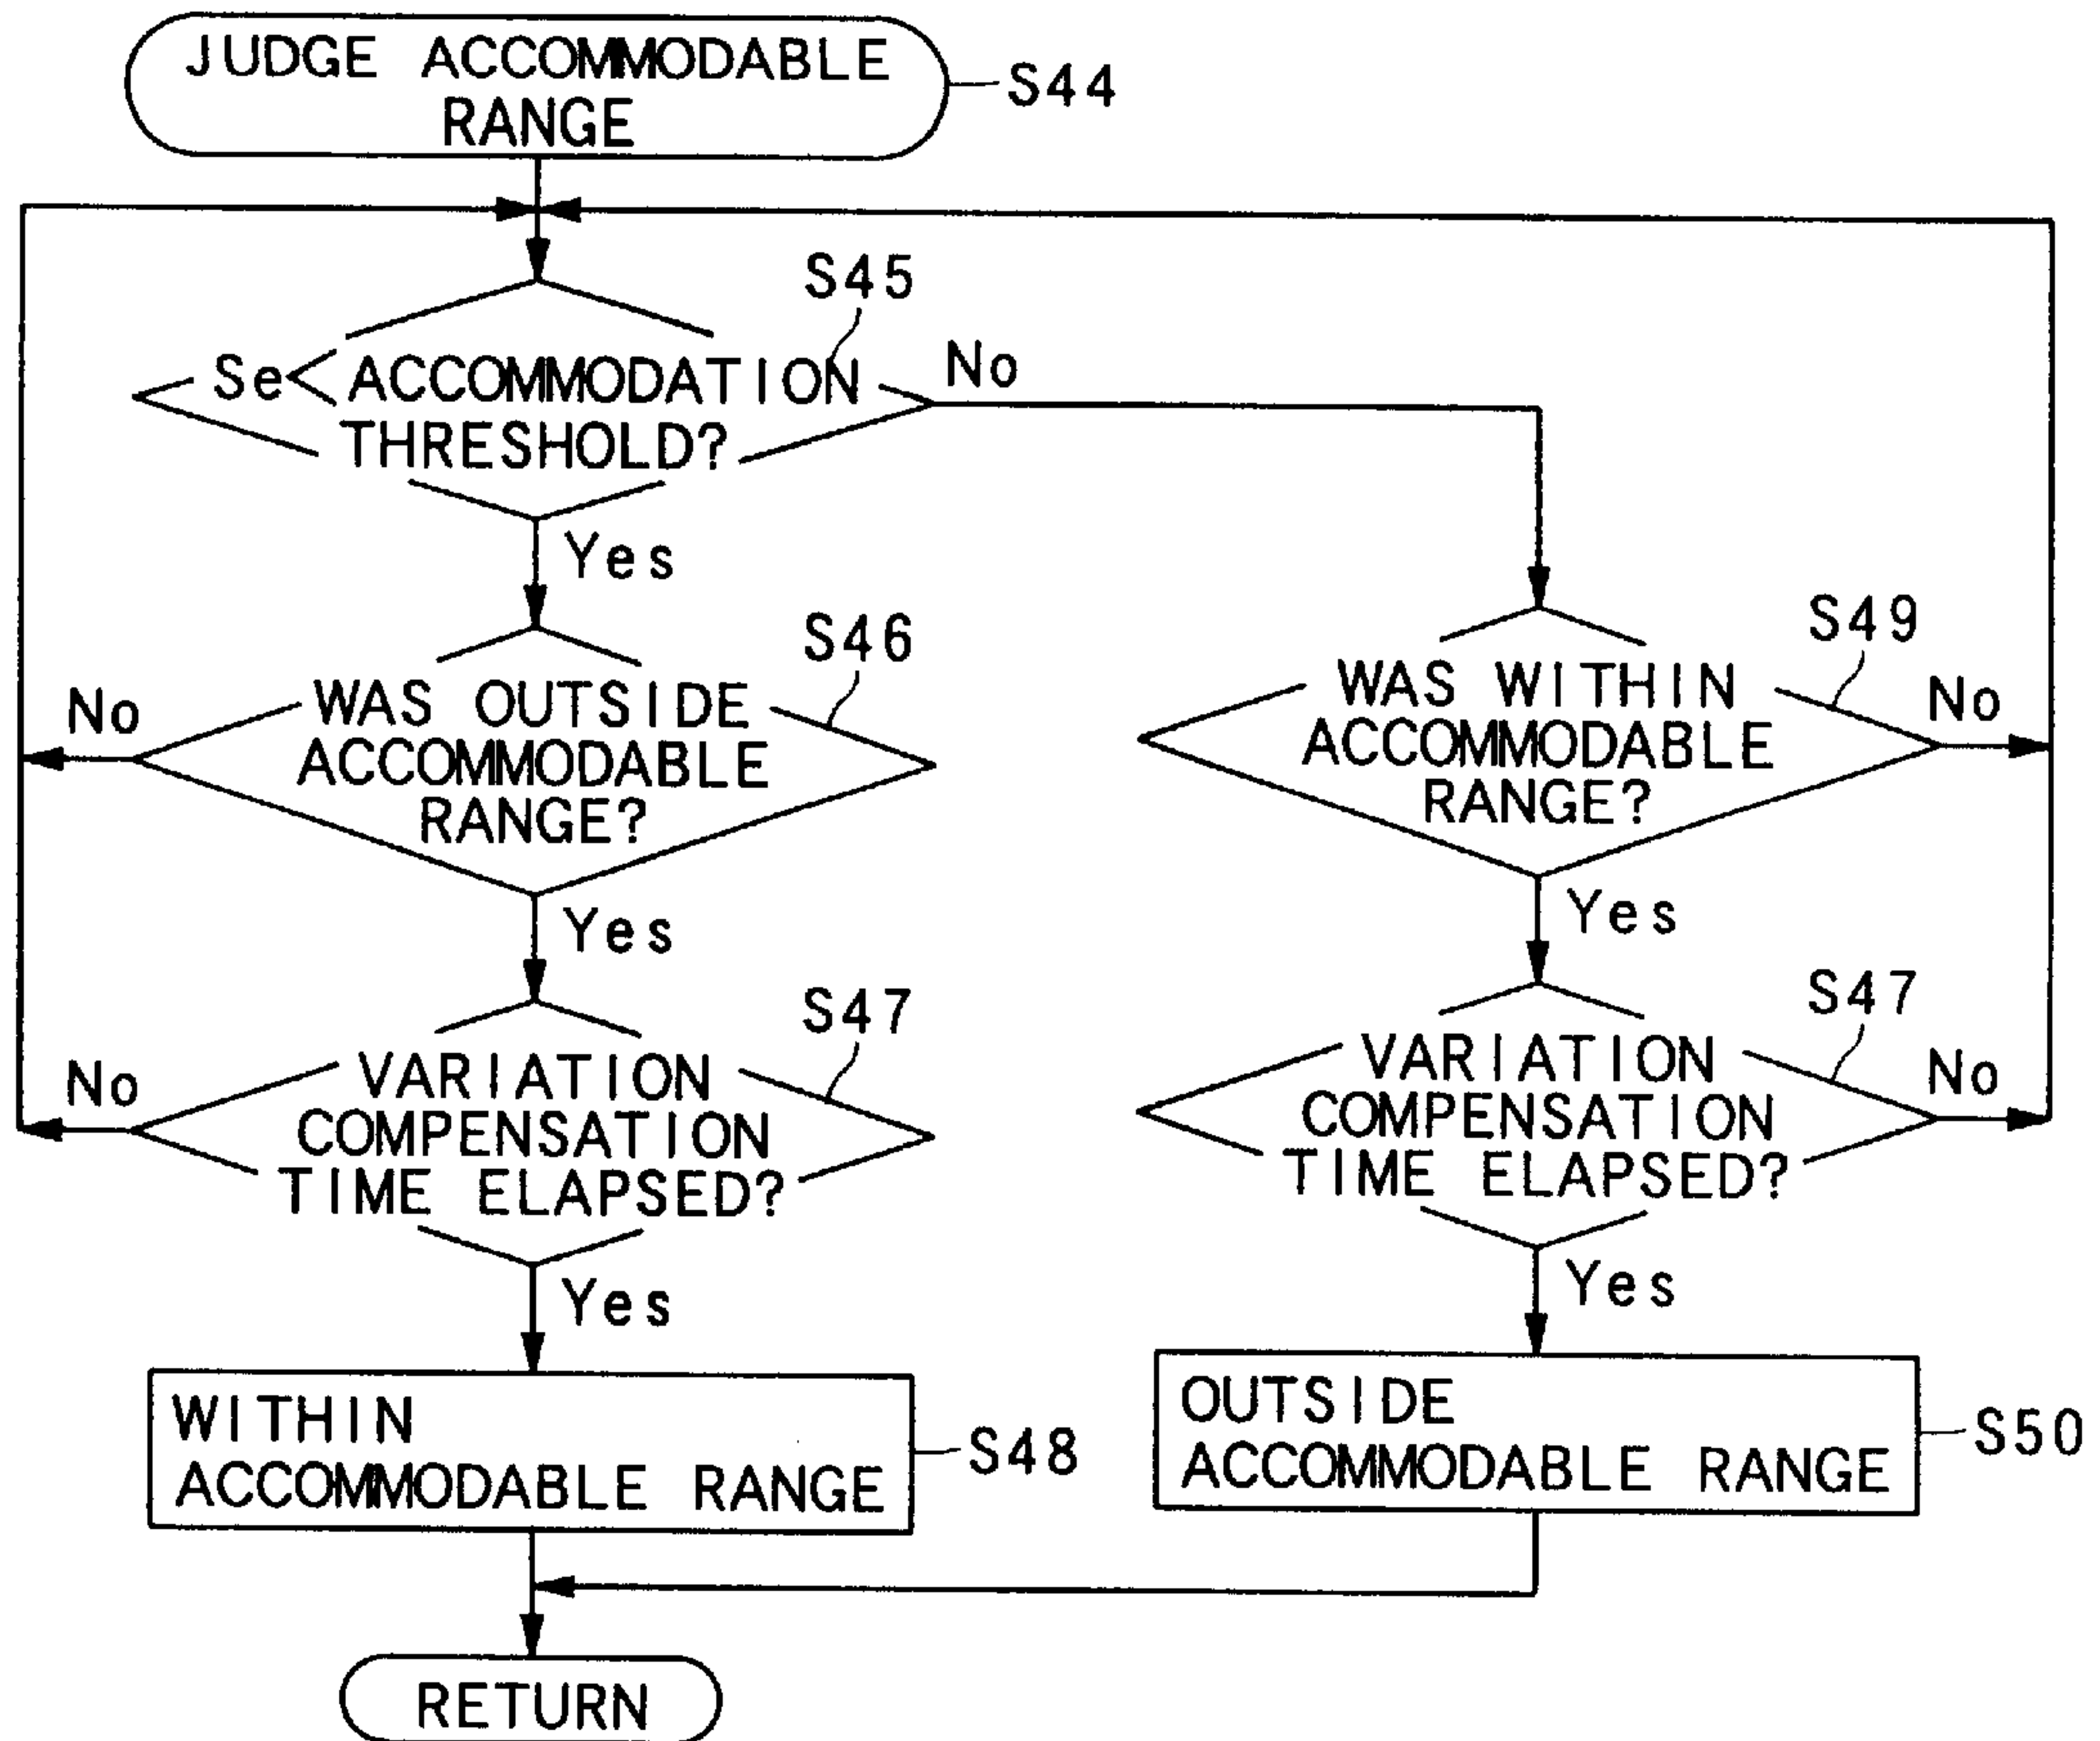 JUDGE ACCOMMODABLE
RANGE
S44
S45
Se< ACCOMMODATION
THRESHOLD?
No
Yes
S46
WAS OUTSIDE
ACCOMMODABLE
RANGE?
No
Yes
S49
WAS WITHIN
ACCOMMODABLE
RANGE?
No
Yes
S47
VARIATION
COMPENSATION
TIME ELAPSED?
No
Yes
S47
VARIATION
COMPENSATION
TIME ELAPSED?
No
Yes
WITHIN
ACCOMMODABLE RANGE
S48
OUTSIDE
ACCOMMODABLE RANGE
S50
RETURN